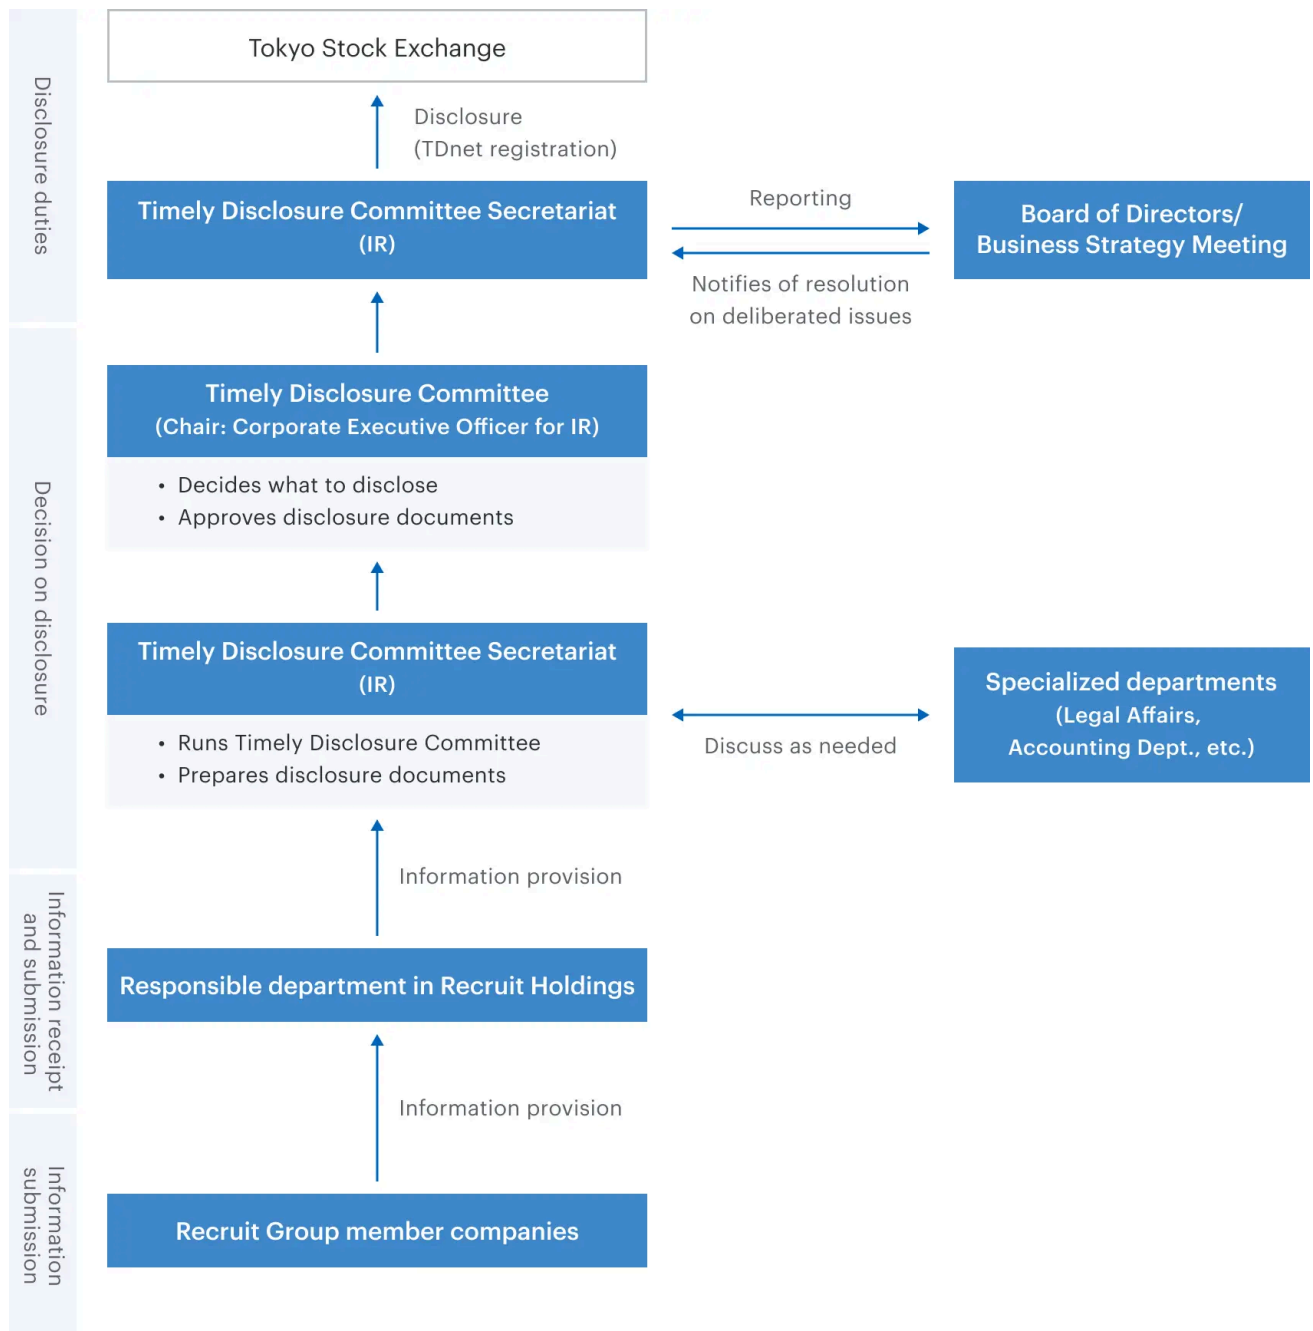 Tokyo Stock Exchange
Disclosure duties
Disclosure
(TDnet registration)
Timely Disclosure Committee Secretariat
(IR)
Reporting
Board of Directors/
Business Strategy Meeting
Notifies of resolution
on deliberated issues
Decision on disclosure
Timely Disclosure Committee
(Chair: Corporate Executive Officer for IR)
• Decides what to disclose
• Approves disclosure documents
Timely Disclosure Committee Secretariat
(IR)
• Runs Timely Disclosure Committee
• Prepares disclosure documents
Discuss as needed
Specialized departments
(Legal Affairs,
Accounting Dept., etc.)
Information provision
Information receipt
and submission
Responsible department in Recruit Holdings
Information provision
Information
submission
Recruit Group member companies